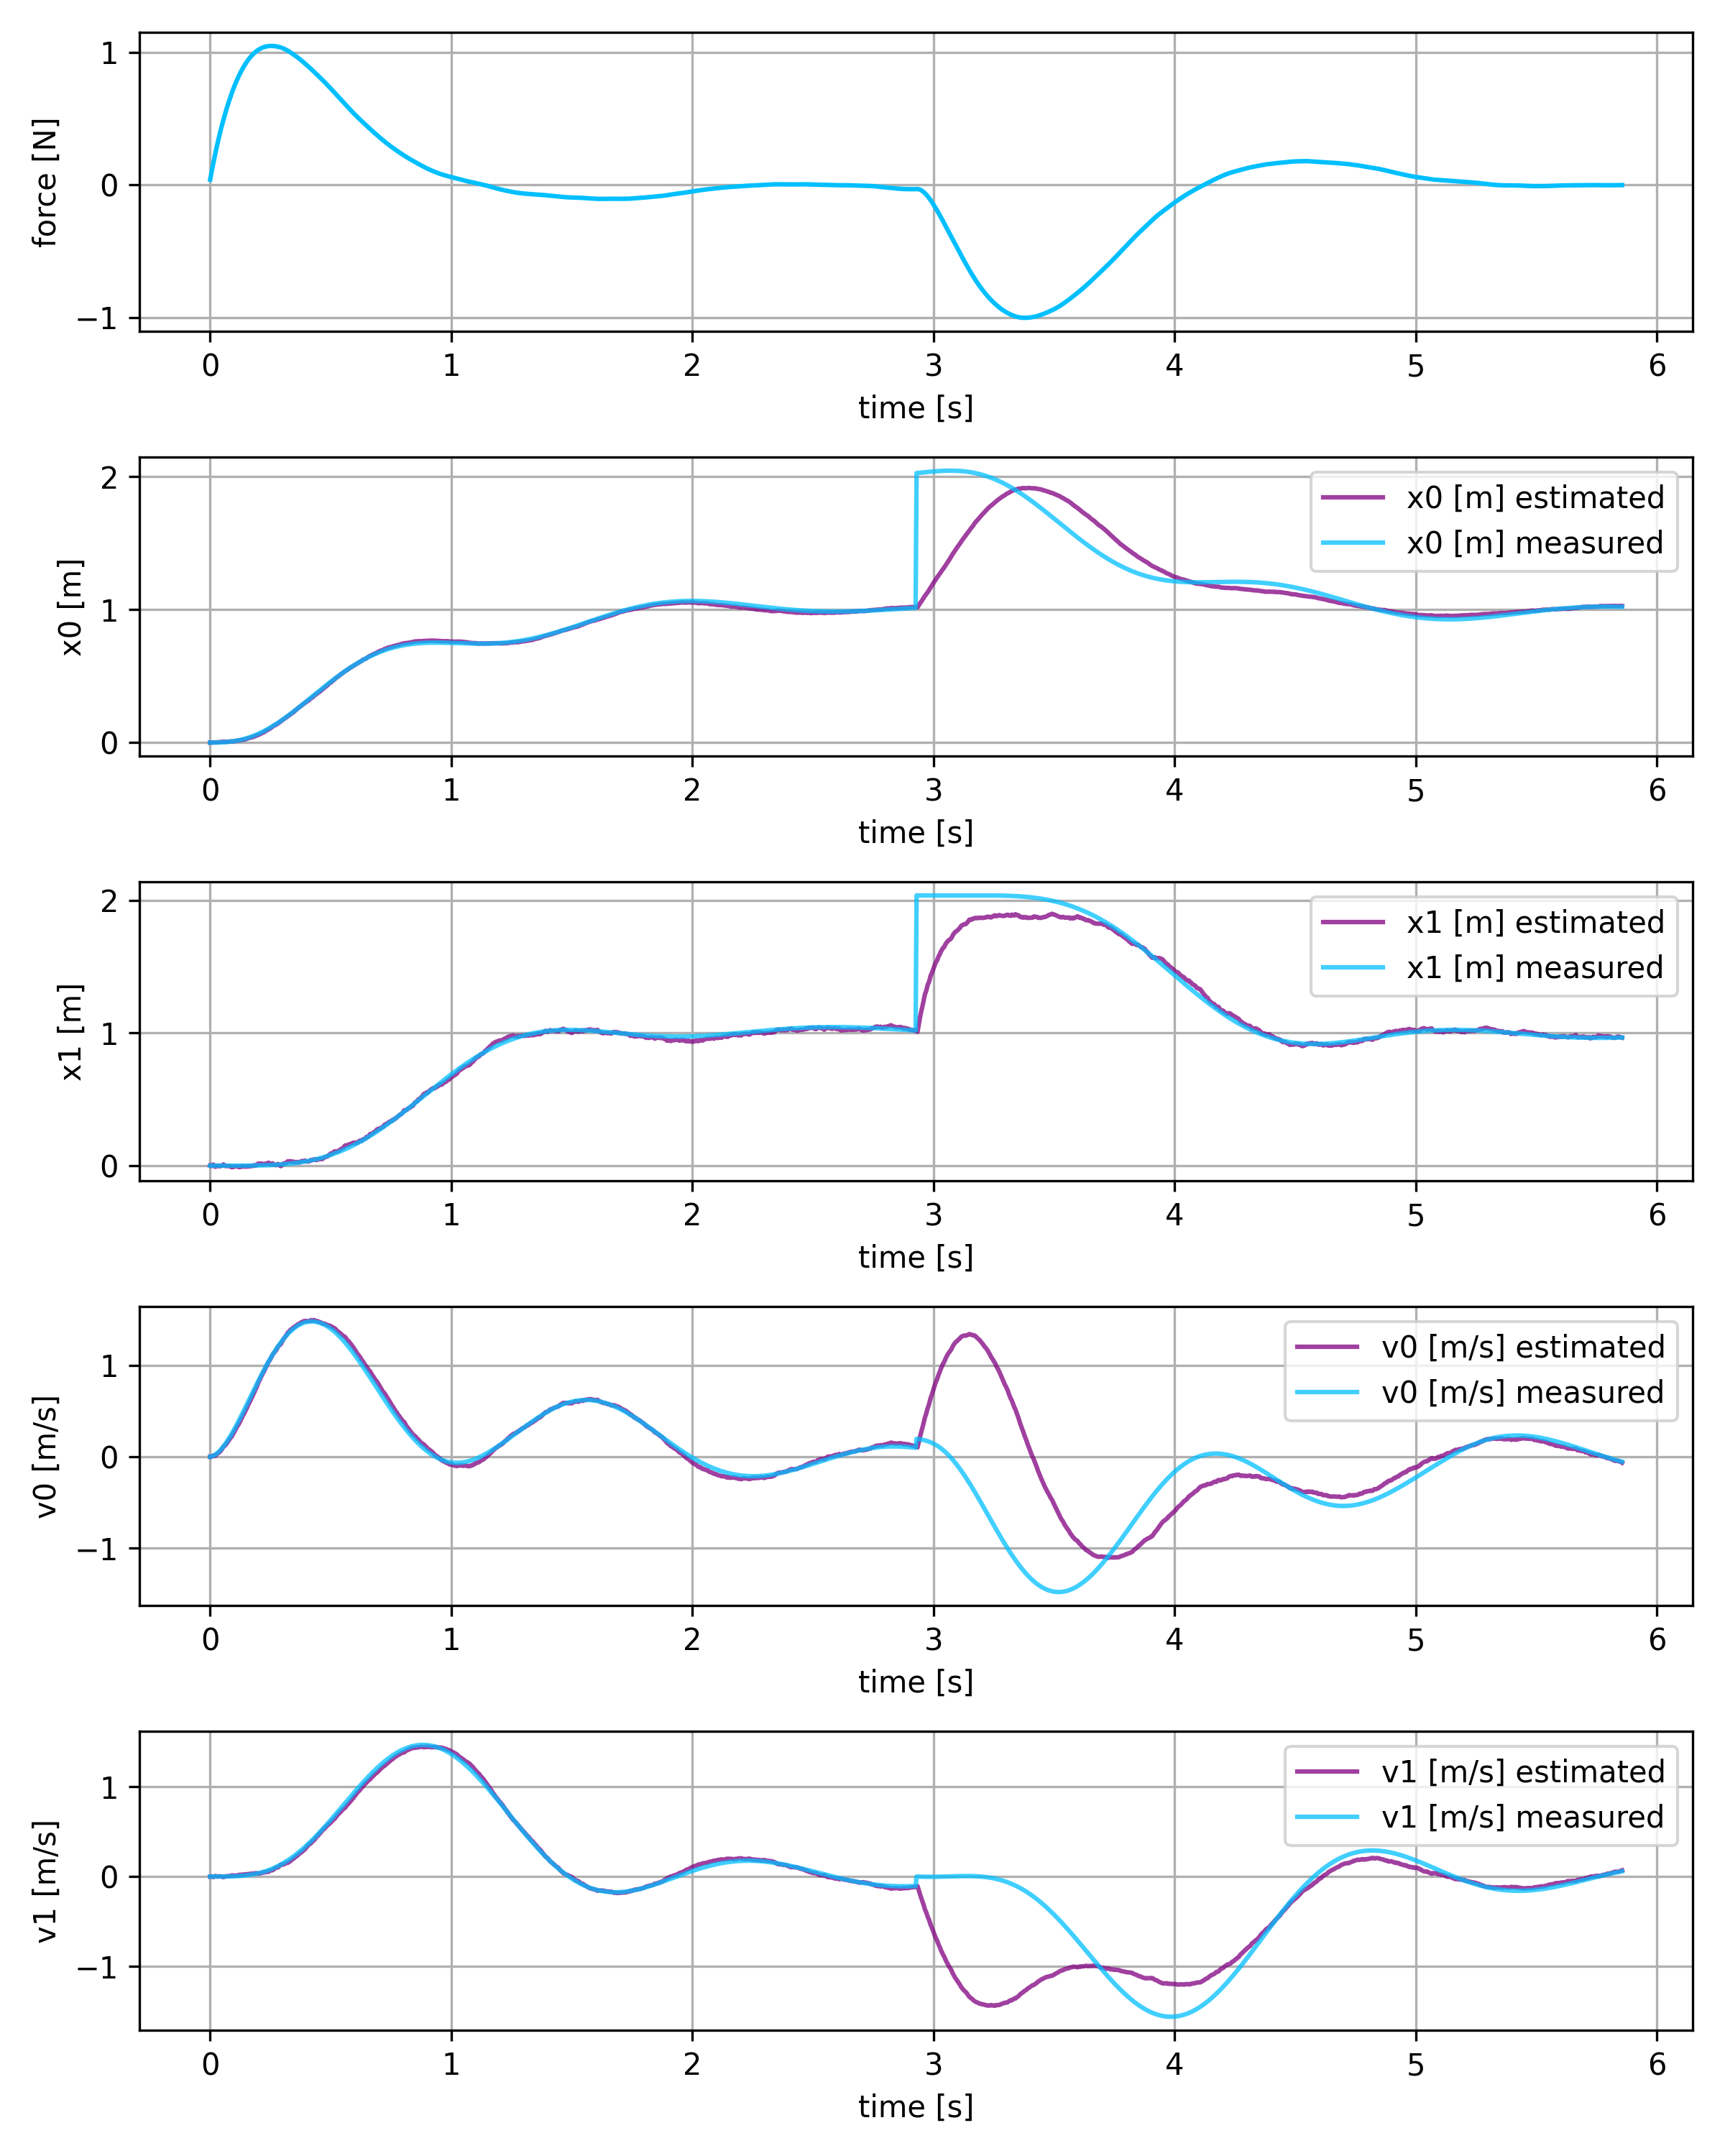 1
0
−1
force [N]
0 1 2 3 4 5 6
time [s]
2
1
0
x0 [m]
x0 [m] estimated
x0 [m] measured
0 1 2 3 4 5 6
time [s]
2
1
0
x1 [m]
x1 [m] estimated
x1 [m] measured
0 1 2 3 4 5 6
time [s]
1
0
−1
v0 [m/s]
v0 [m/s] estimated
v0 [m/s] measured
0 1 2 3 4 5 6
time [s]
1
0
−1
v1 [m/s]
v1 [m/s] estimated
v1 [m/s] measured
0 1 2 3 4 5 6
time [s]